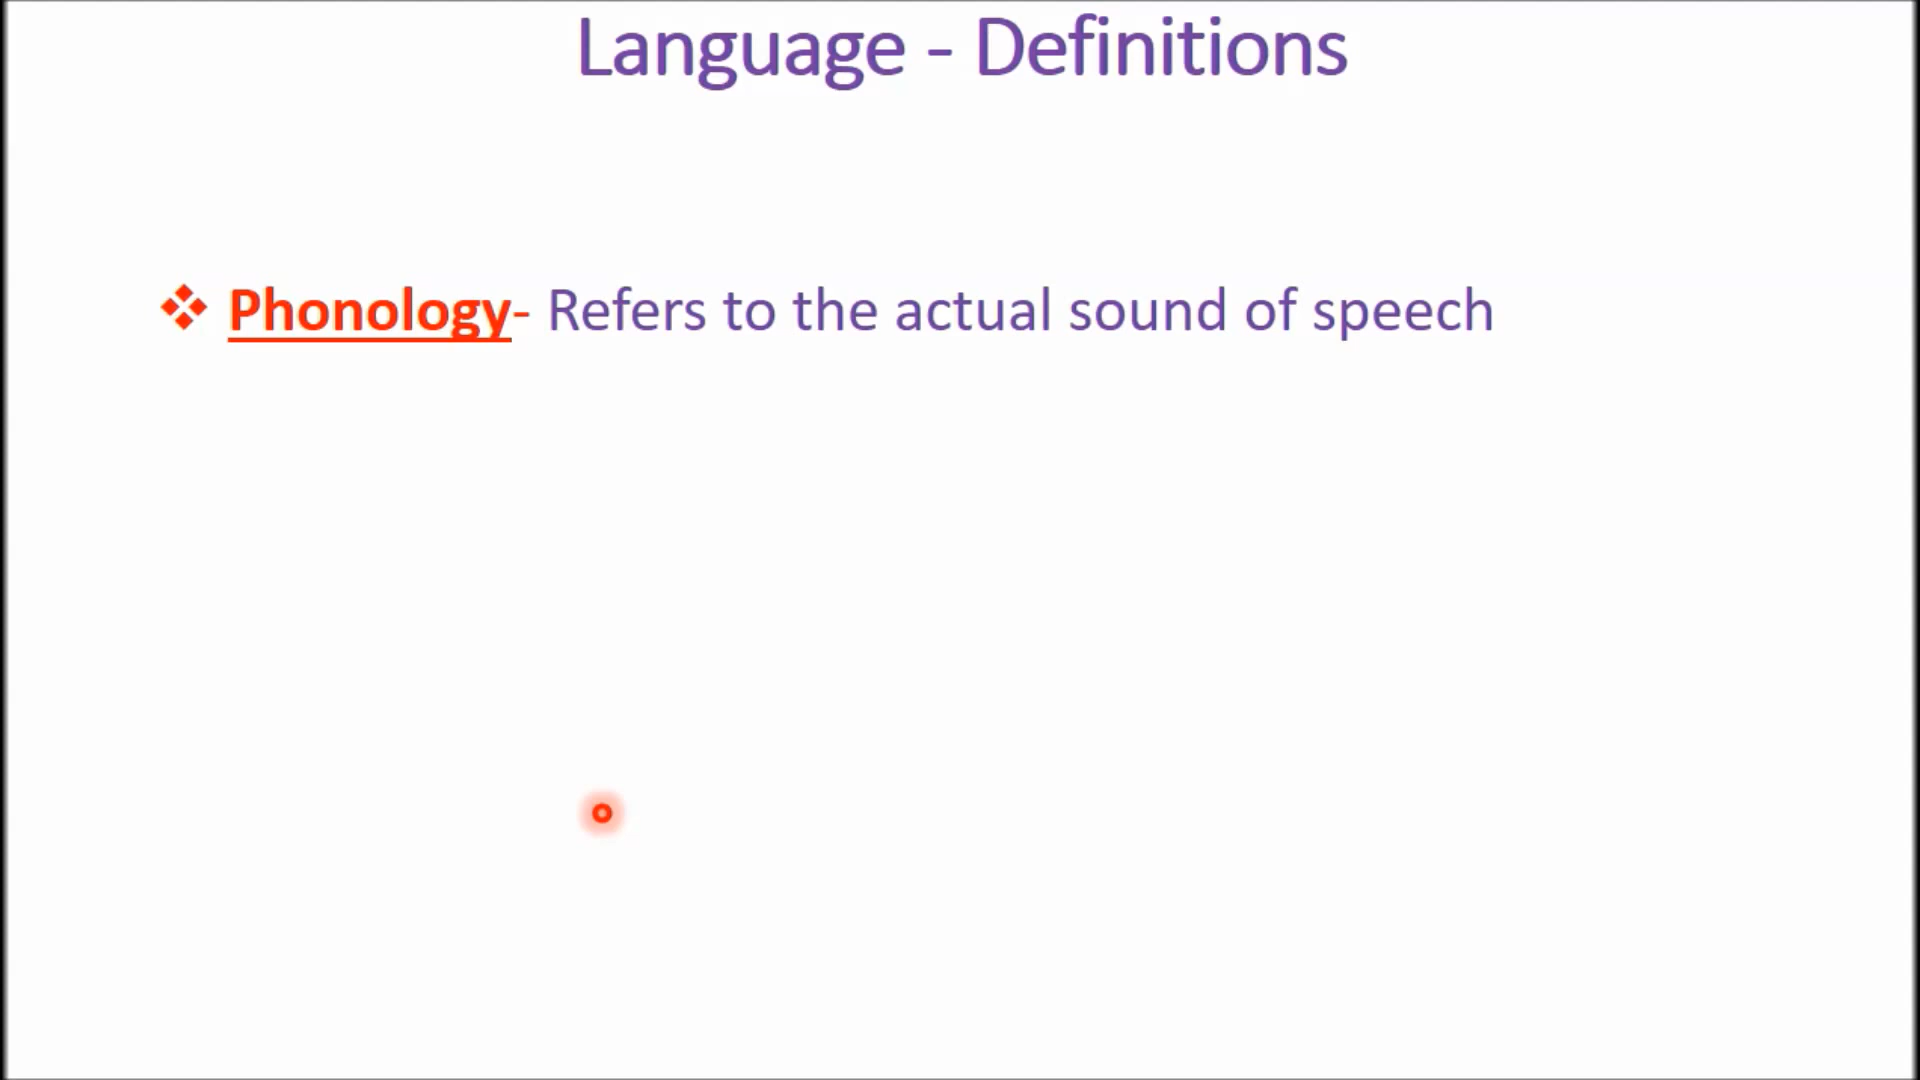 Language - Definitions
❖ Phonology- Refers to the actual sound of speech